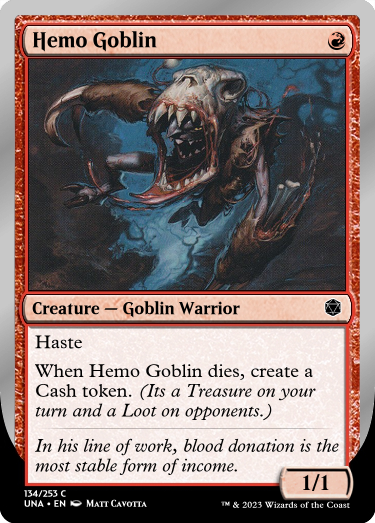 Hemo Goblin
Creature — Goblin Warrior
Haste
When Hemo Goblin dies, create a
Cash token. (Its a Treasure on your
turn and a Loot on opponents.)
In his line of work, blood donation is the
most stable form of income.
1/1
134/253 C
UNA • EN MATT CAVOTTA
™ & 2023 Wizards of the Coast